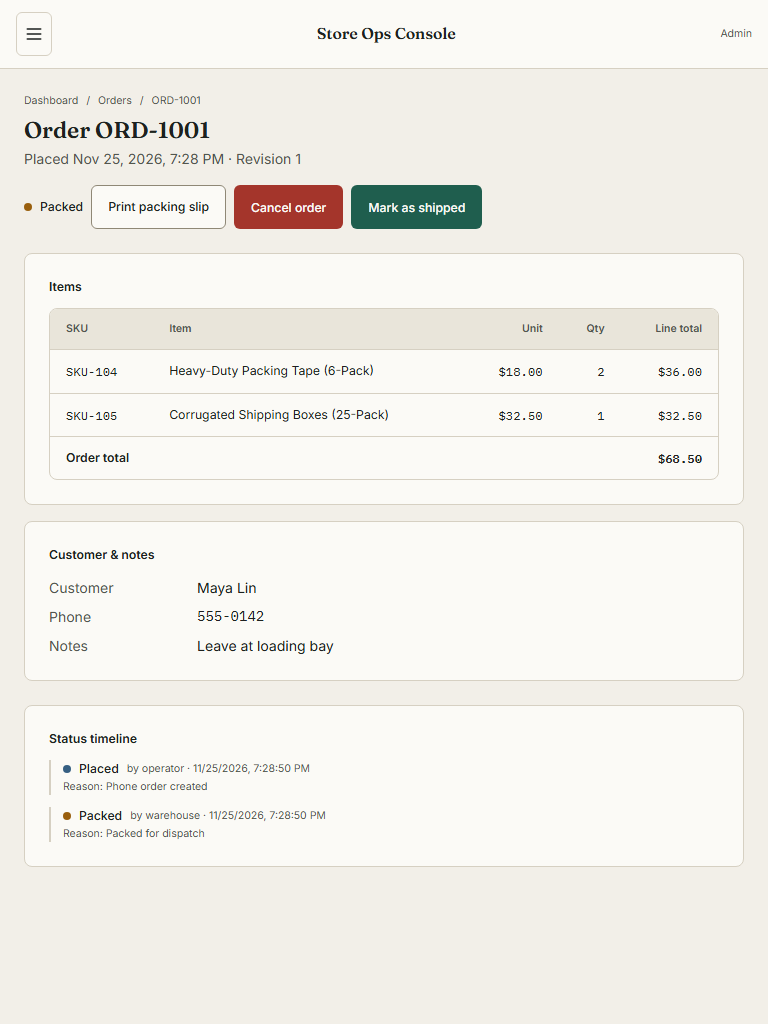 Store Ops Console
Admin
Dashboard / Orders / ORD-1001
Order ORD-1001
Placed Nov 25, 2026, 7:28 PM · Revision 1
Packed
Print packing slip
Cancel order
Mark as shipped
Items
SKU Item Unit Qty Line total
SKU-104 Heavy-Duty Packing Tape (6-Pack) $18.00 2 $36.00
SKU-105 Corrugated Shipping Boxes (25-Pack) $32.50 1 $32.50
Order total $68.50
Customer & notes
Customer Maya Lin
Phone 555-0142
Notes Leave at loading bay
Status timeline
Placed by operator · 11/25/2026, 7:28:50 PM
Reason: Phone order created
Packed by warehouse · 11/25/2026, 7:28:50 PM
Reason: Packed for dispatch